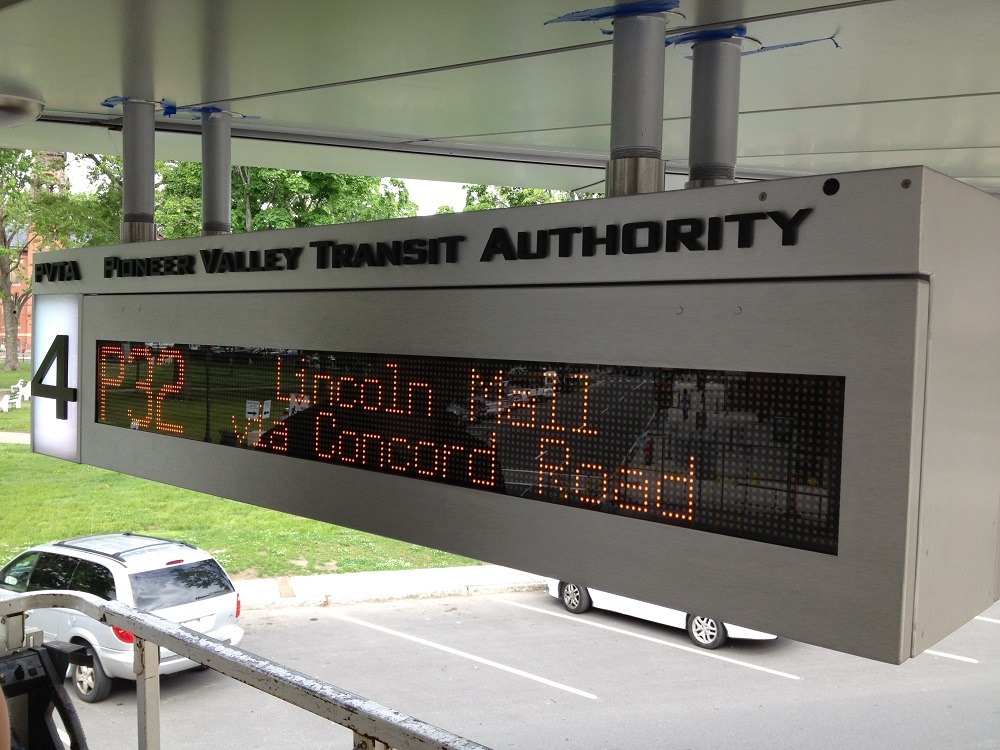 PVTA PIONEER VALLEY TRANSIT AUTHORITY
4
P32 Lincoln Mall
via Concord Road